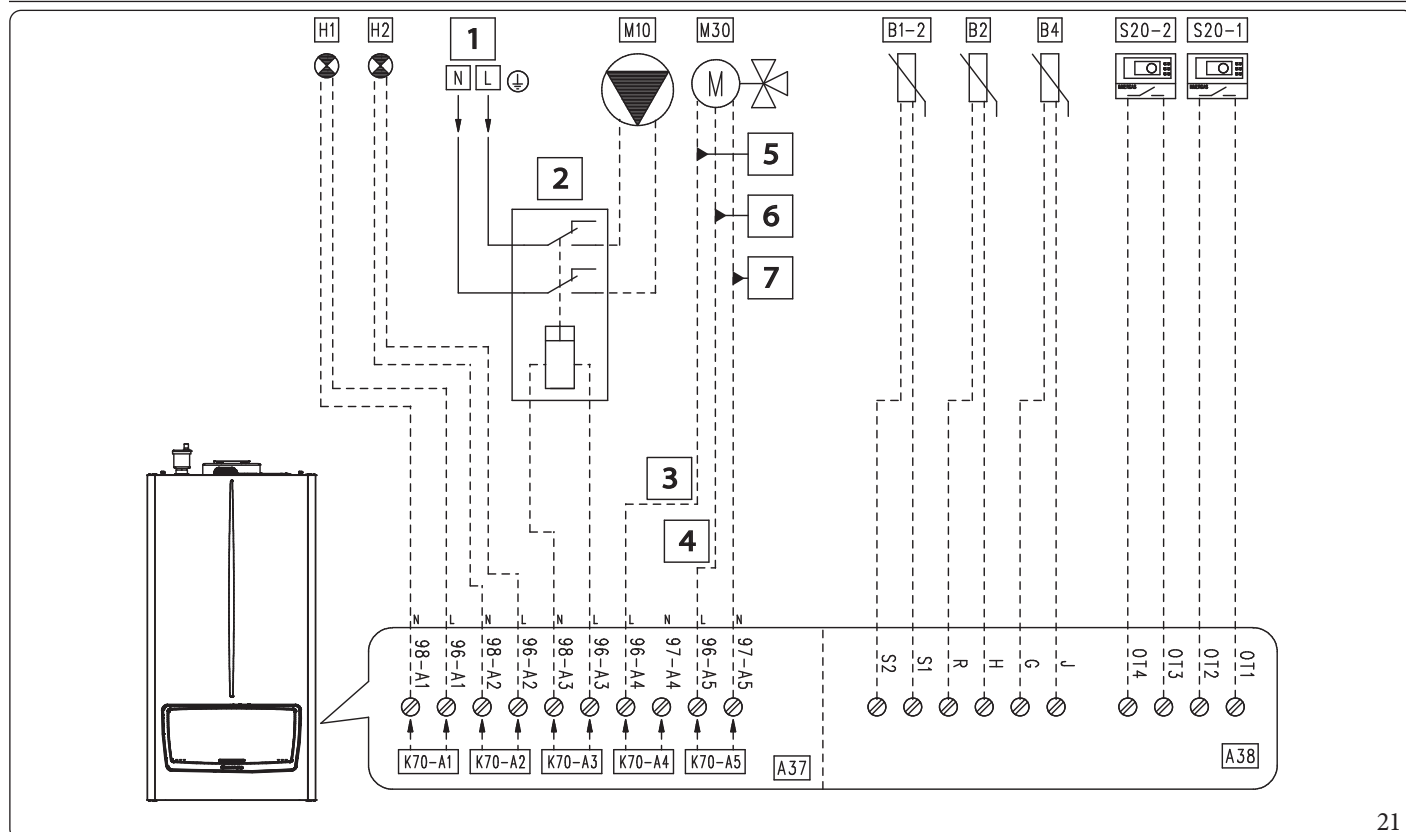 H1 H2 1 M10 M30 B1-2 B2 B4 S20-2 S20-1
N L
M
5
2
6
7
3
4
N L N L N L L N L N
98-A1 96-A1 98-A2 96-A2 98-A3 96-A3 96-A4 97-A4 96-A5 97-A5 S2 S1 R H G J OT4 OT3 OT2 OT1
K70-A1 K70-A2 K70-A3 K70-A4 K70-A5 A37 A38
21